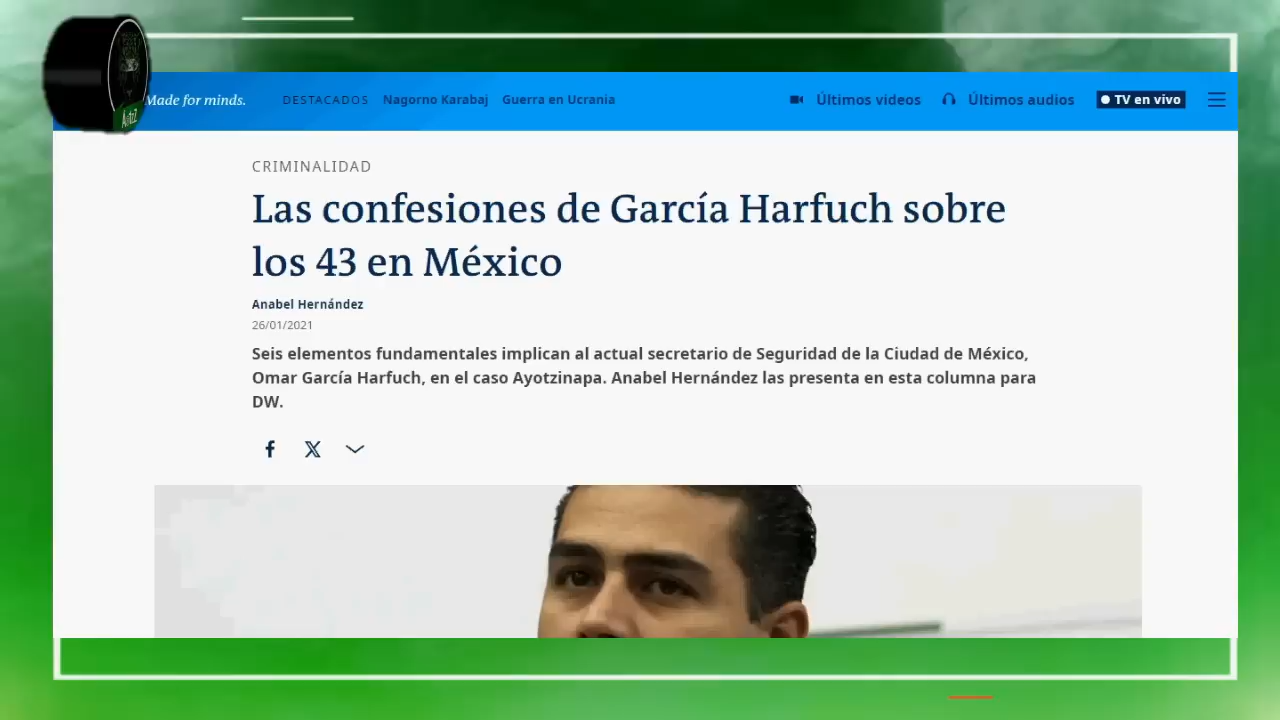 Made for minds.
DESTACADOS Nagorno Karabaj Guerra en Ucrania
Últimos videos Últimos audios TV en vivo
CRIMINALIDAD
Las confesiones de García Harfuch sobre
los 43 en México
Anabel Hernández
26/01/2021
Seis elementos fundamentales implican al actual secretario de Seguridad de la Ciudad de México,
Omar García Harfuch, en el caso Ayotzinapa. Anabel Hernández las presenta en esta columna para
DW.